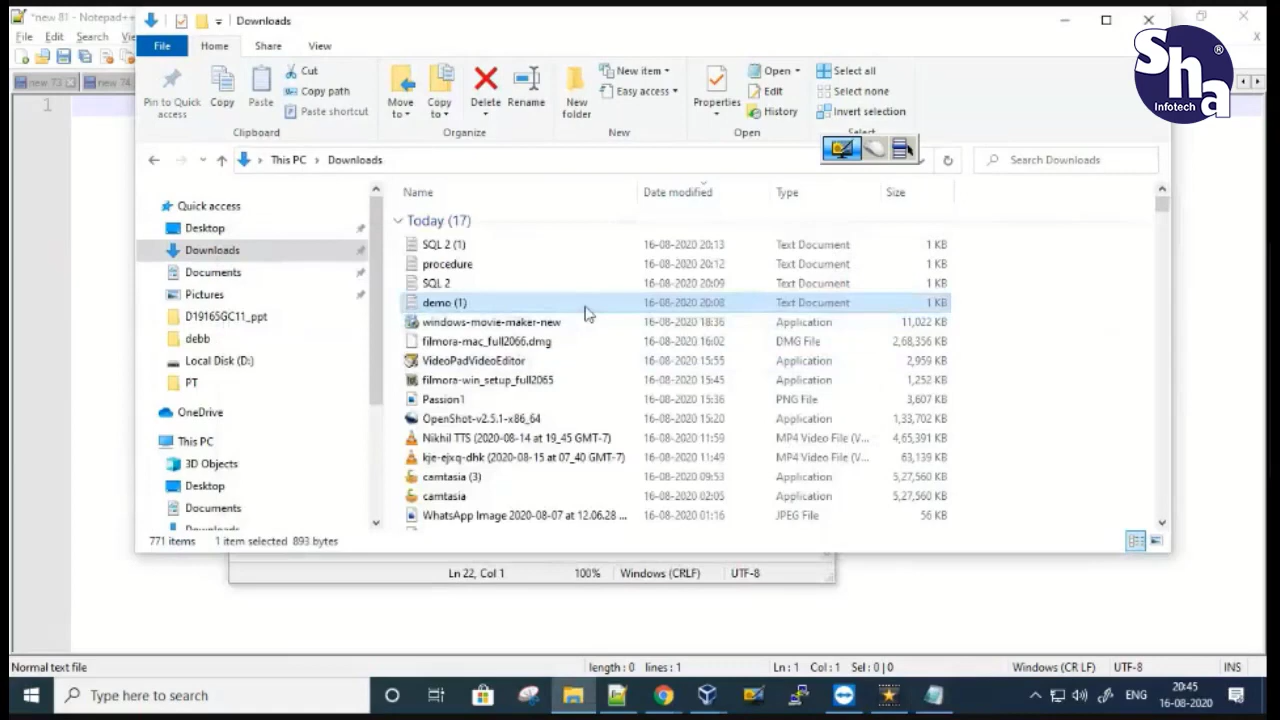 *new 81 - Notepad++
Downloads
File Edit Search Vi
File Home Share View
Sha
Infotech
®
new 73 new 74
Pin to Quick access
Copy
Paste
Cut
Copy path
Paste shortcut
Move to
Copy to
Delete
Rename
New folder
New item
Easy access
Properties
Open
Edit
History
Select all
Select none
Invert selection
Clipboard Organize New Open Select
1
This PC Downloads
Search Downloads
Name Date modified Type Size
Quick access
Desktop
Downloads
Documents
Pictures
D19165GC11_ppt
debb
Local Disk (D:)
PT
OneDrive
This PC
3D Objects
Desktop
Documents
Downloads
Today (17)
SQL 2 (1) 16-08-2020 20:13 Text Document 1 KB
procedure 16-08-2020 20:12 Text Document 1 KB
SQL 2 16-08-2020 20:09 Text Document 1 KB
demo (1) 16-08-2020 20:08 Text Document 1 KB
windows-movie-maker-new 16-08-2020 18:36 Application 11,022 KB
filmora-mac_full2066.dmg 16-08-2020 16:02 DMG File 2,68,356 KB
VideoPadVideoEditor 16-08-2020 15:55 Application 2,959 KB
filmora-win_setup_full2065 16-08-2020 15:45 Application 1,252 KB
Passion1 16-08-2020 15:36 PNG File 3,607 KB
OpenShot-v2.5.1-x86_64 16-08-2020 15:20 Application 1,33,702 KB
Nikhil TTS (2020-08-14 at 19_45 GMT-7) 16-08-2020 11:59 MP4 Video File (V... 4,65,391 KB
kje-ejxq-dhk (2020-08-15 at 07_40 GMT-7) 16-08-2020 11:49 MP4 Video File (V... 63,139 KB
camtasia (3) 16-08-2020 09:53 Application 5,27,560 KB
camtasia 16-08-2020 02:05 Application 5,27,560 KB
WhatsApp Image 2020-08-07 at 12.06.28 ... 16-08-2020 01:16 JPEG File 56 KB
771 items 1 item selected 893 bytes
Ln 22, Col 1 100% Windows (CRLF) UTF-8
Normal text file length : 0 lines : 1 Ln : 1 Col : 1 Sel : 0 | 0 Windows (CR LF) UTF-8 INS
Type here to search
ENG
20:45
16-08-2020